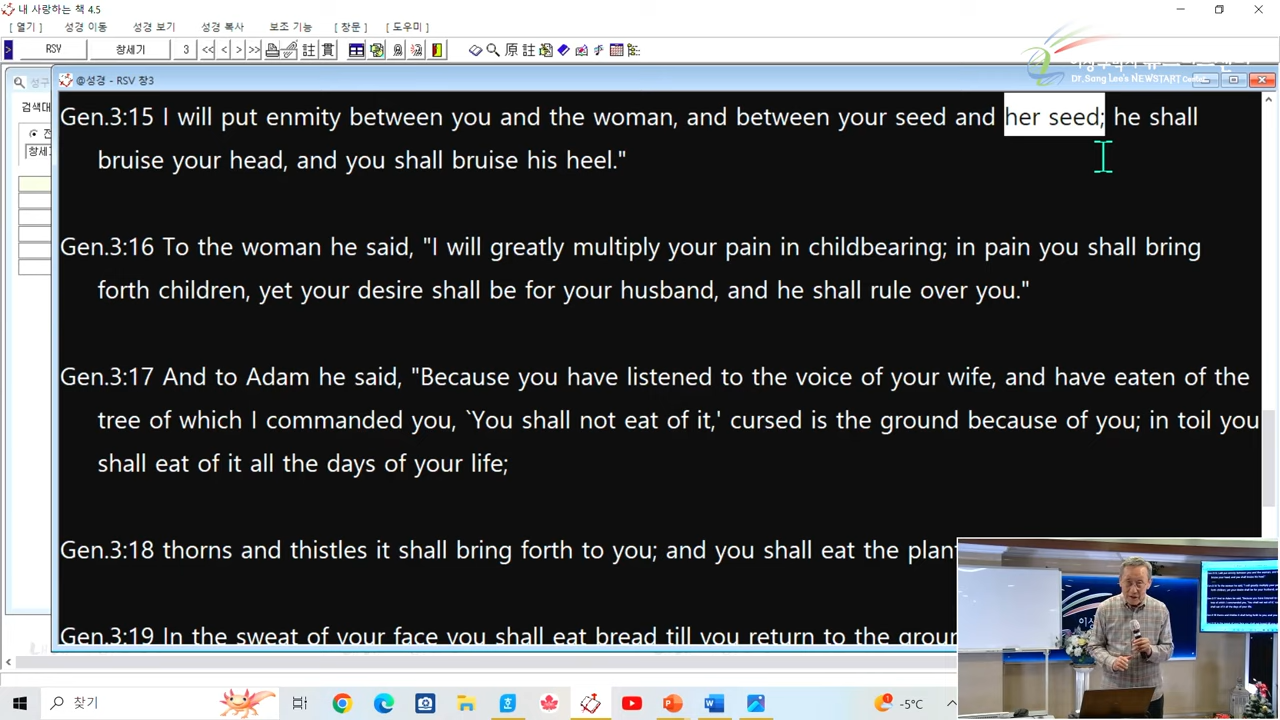 내 사랑하는 책 4.5
[ 열기 ] 성경 이동 성경 보기 성경 복사 보조 기능 [ 창문 ] [ 도우미 ]
RSV 창세기 3 << < > >> 註 貫 原 註
Dr.Sang Lee's NEWSTART Center
@성경 - RSV 창3
검색대
Gen.3:15 I will put enmity between you and the woman, and between your seed and her seed; he shall
bruise your head, and you shall bruise his heel."
Gen.3:16 To the woman he said, "I will greatly multiply your pain in childbearing; in pain you shall bring
forth children, yet your desire shall be for your husband, and he shall rule over you."
Gen.3:17 And to Adam he said, "Because you have listened to the voice of your wife, and have eaten of the
tree of which I commanded you, `You shall not eat of it,' cursed is the ground because of you; in toil you
shall eat of it all the days of your life;
Gen.3:18 thorns and thistles it shall bring forth to you; and you shall eat the plant
Gen.3:19 In the sweat of your face you shall eat bread till you return to the groun
찾기
-5°C